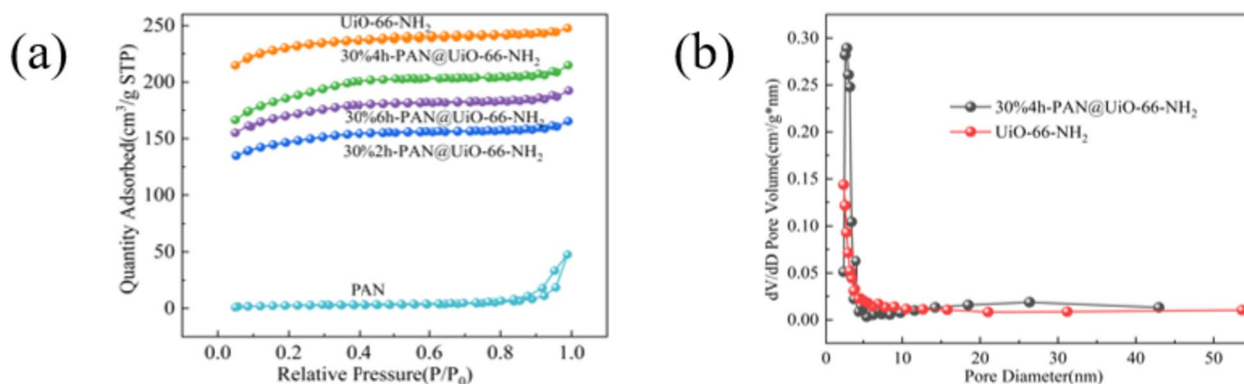 (a)
Quantity Adsorbed(cm³/g STP)
250
200
150
100
50
0
UiO-66-NH₂
30%4h-PAN@UiO-66-NH₂
30%6h-PAN@UiO-66-NH₂
30%2h-PAN@UiO-66-NH₂
PAN
0.0 0.2 0.4 0.6 0.8 1.0
Relative Pressure(P/P₀)
(b)
dV/dD Pore Volume(cm³/g*nm)
0.30
0.25
0.20
0.15
0.10
0.05
0.00
30%4h-PAN@UiO-66-NH₂
UiO-66-NH₂
0 10 20 30 40 50
Pore Diameter(nm)